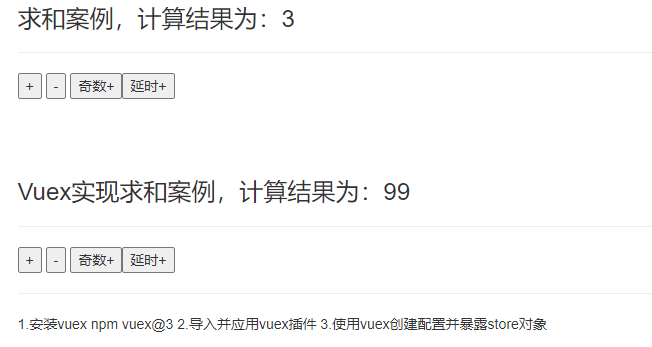 求和案例，计算结果为：3
+ - 奇数+ 延时+
Vuex实现求和案例，计算结果为：99
+ - 奇数+ 延时+
1.安装vuex npm vuex@3 2.导入并应用vuex插件 3.使用vuex创建配置并暴露store对象